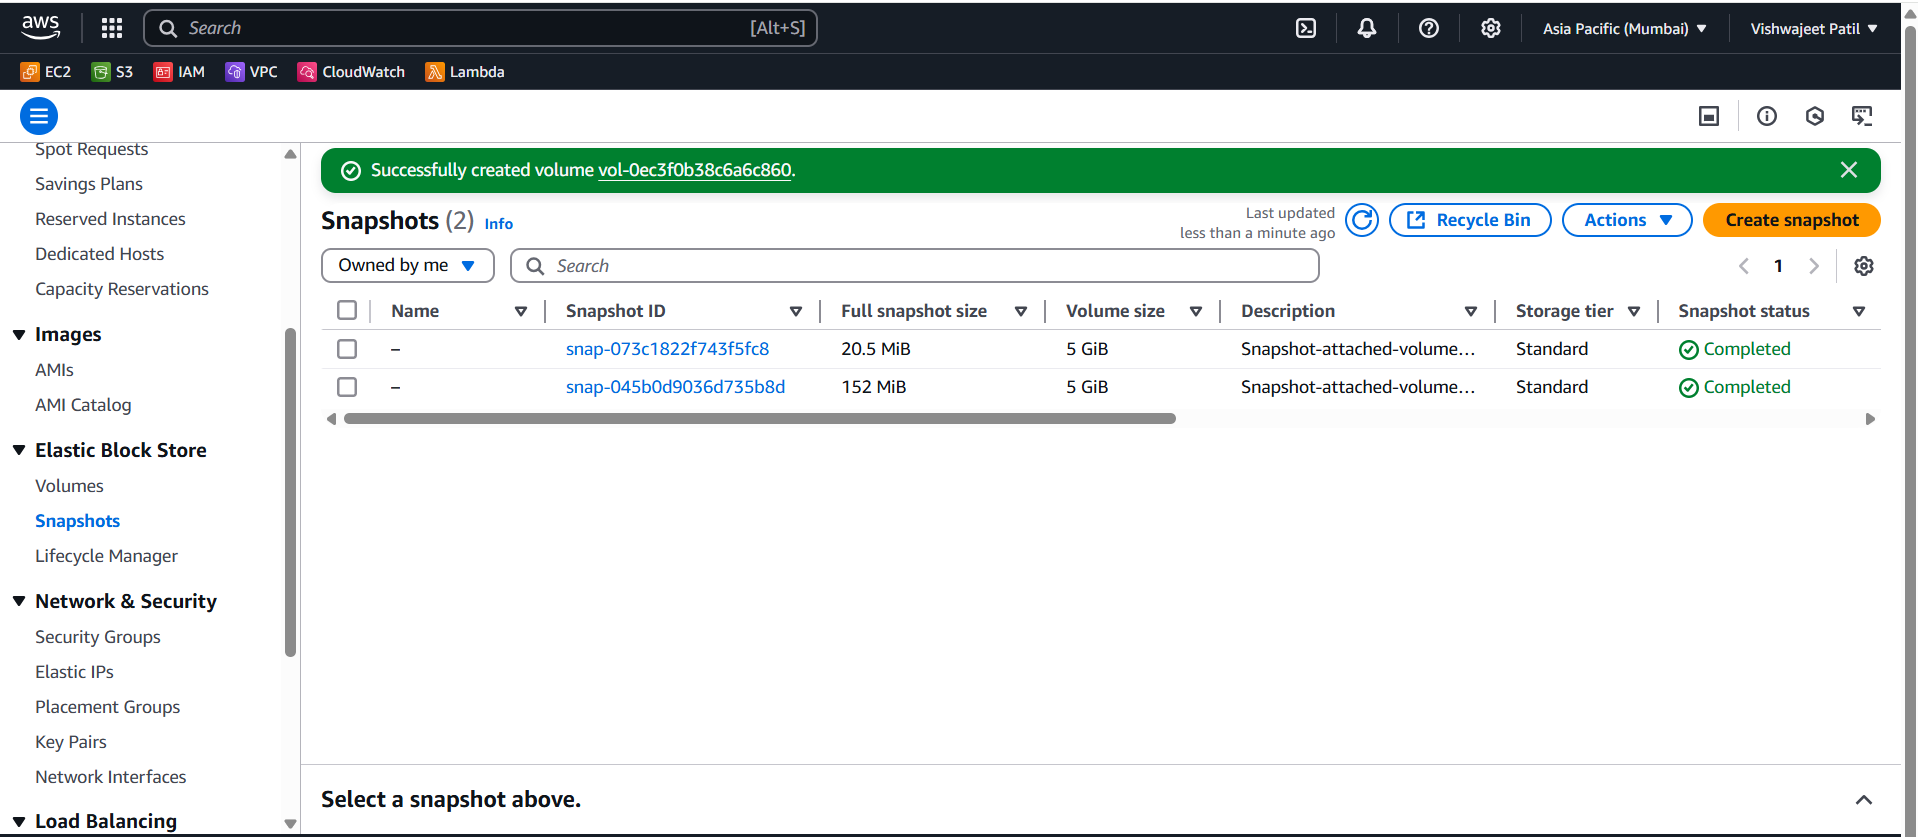 aws
Search [Alt+S]
Asia Pacific (Mumbai)
Vishwajeet Patil
EC2 S3 IAM VPC CloudWatch Lambda
Spot Requests
Savings Plans
Reserved Instances
Dedicated Hosts
Capacity Reservations
Images
AMIs
AMI Catalog
Elastic Block Store
Volumes
Snapshots
Lifecycle Manager
Network & Security
Security Groups
Elastic IPs
Placement Groups
Key Pairs
Network Interfaces
Load Balancing
Successfully created volume vol-0ec3f0b38c6a6c860.
Snapshots (2) Info
Last updated
less than a minute ago
Recycle Bin
Actions
Create snapshot
Owned by me
Search
1
Name Snapshot ID Full snapshot size Volume size Description Storage tier Snapshot status
– snap-073c1822f743f5fc8 20.5 MiB 5 GiB Snapshot-attached-volume... Standard Completed
– snap-045b0d9036d735b8d 152 MiB 5 GiB Snapshot-attached-volume... Standard Completed
Select a snapshot above.